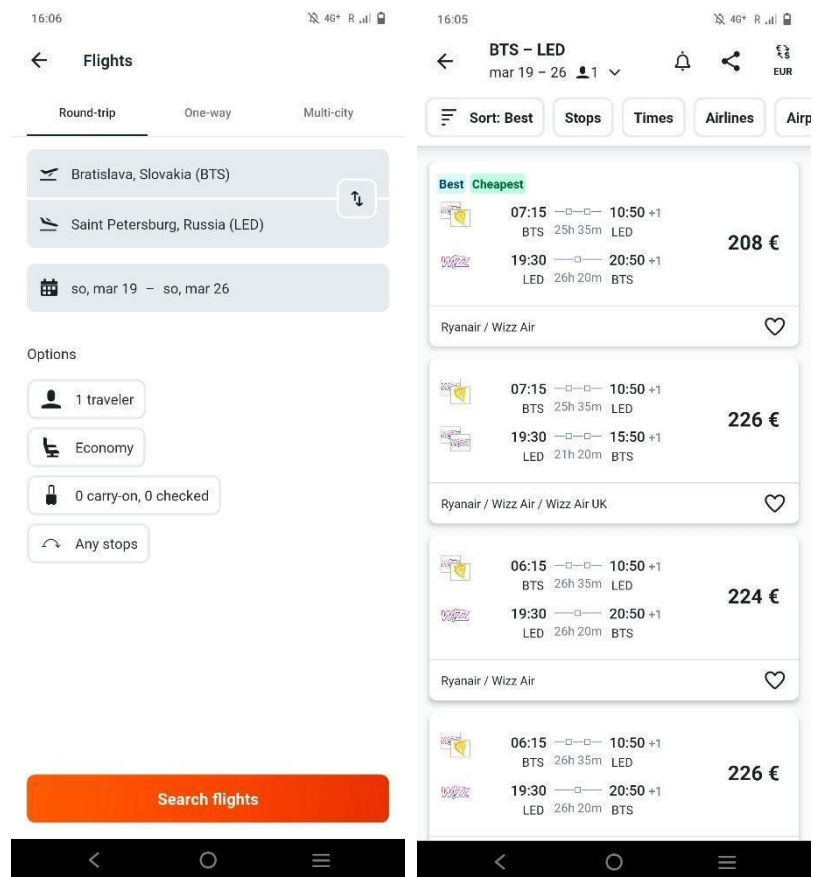 16:06
4G+ R
Flights
Round-trip One-way Multi-city
Bratislava, Slovakia (BTS)
Saint Petersburg, Russia (LED)
so, mar 19 – so, mar 26
Options
1 traveler
Economy
0 carry-on, 0 checked
Any stops
Search flights
16:05
4G+ R
BTS – LED
mar 19 – 26 1
EUR
Sort: Best Stops Times Airlines Airp
Best Cheapest
07:15 10:50 +1
BTS 25h 35m LED
208 €
WIZZ 19:30 20:50 +1
LED 26h 20m BTS
Ryanair / Wizz Air
07:15 10:50 +1
BTS 25h 35m LED
226 €
19:30 15:50 +1
LED 21h 20m BTS
Ryanair / Wizz Air / Wizz Air UK
06:15 10:50 +1
BTS 26h 35m LED
224 €
WIZZ 19:30 20:50 +1
LED 26h 20m BTS
Ryanair / Wizz Air
06:15 10:50 +1
BTS 26h 35m LED
226 €
WIZZ 19:30 20:50 +1
LED 26h 20m BTS